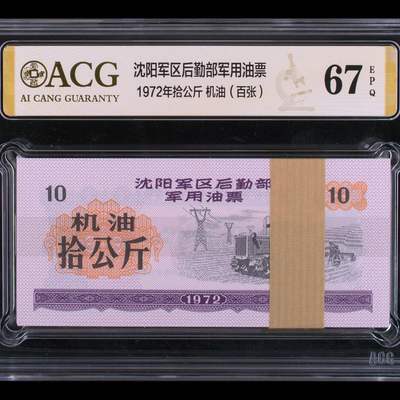 ACG
AI CANG GUARANTY
沈阳军区后勤部军用油票
1972年拾公斤 机油（百张）
67
EPQ
10
沈阳军区后勤部
军用油票
10
机油
拾公斤
1972
ACG